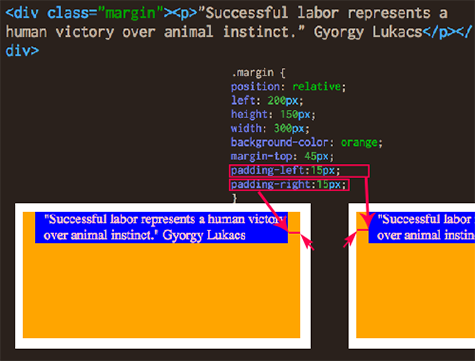 <div class="margin"><p>"Successful labor represents a
human victory over animal instinct." Gyorgy Lukacs</p></
div>
.margin {
position: relative;
left: 200px;
height: 150px;
width: 300px;
background-color: orange;
margin-top: 45px;
padding-left:15px;
padding-right:15px;
}
"Successful labor represents a human victory
over animal instinct." Gyorgy Lukacs
"Successful labor
over animal instin